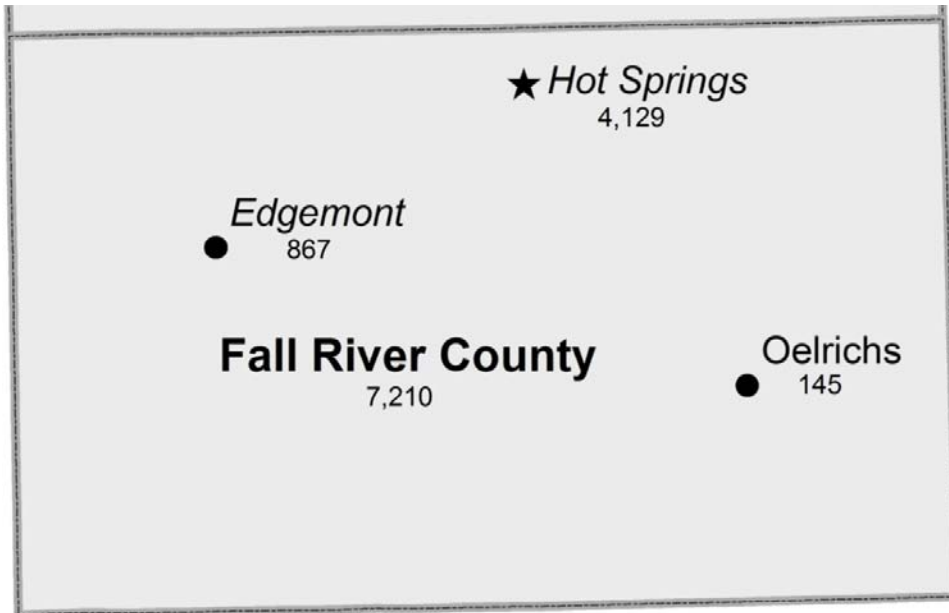 Hot Springs
4,129
Edgemont
867
Fall River County
7,210
Oelrichs
145